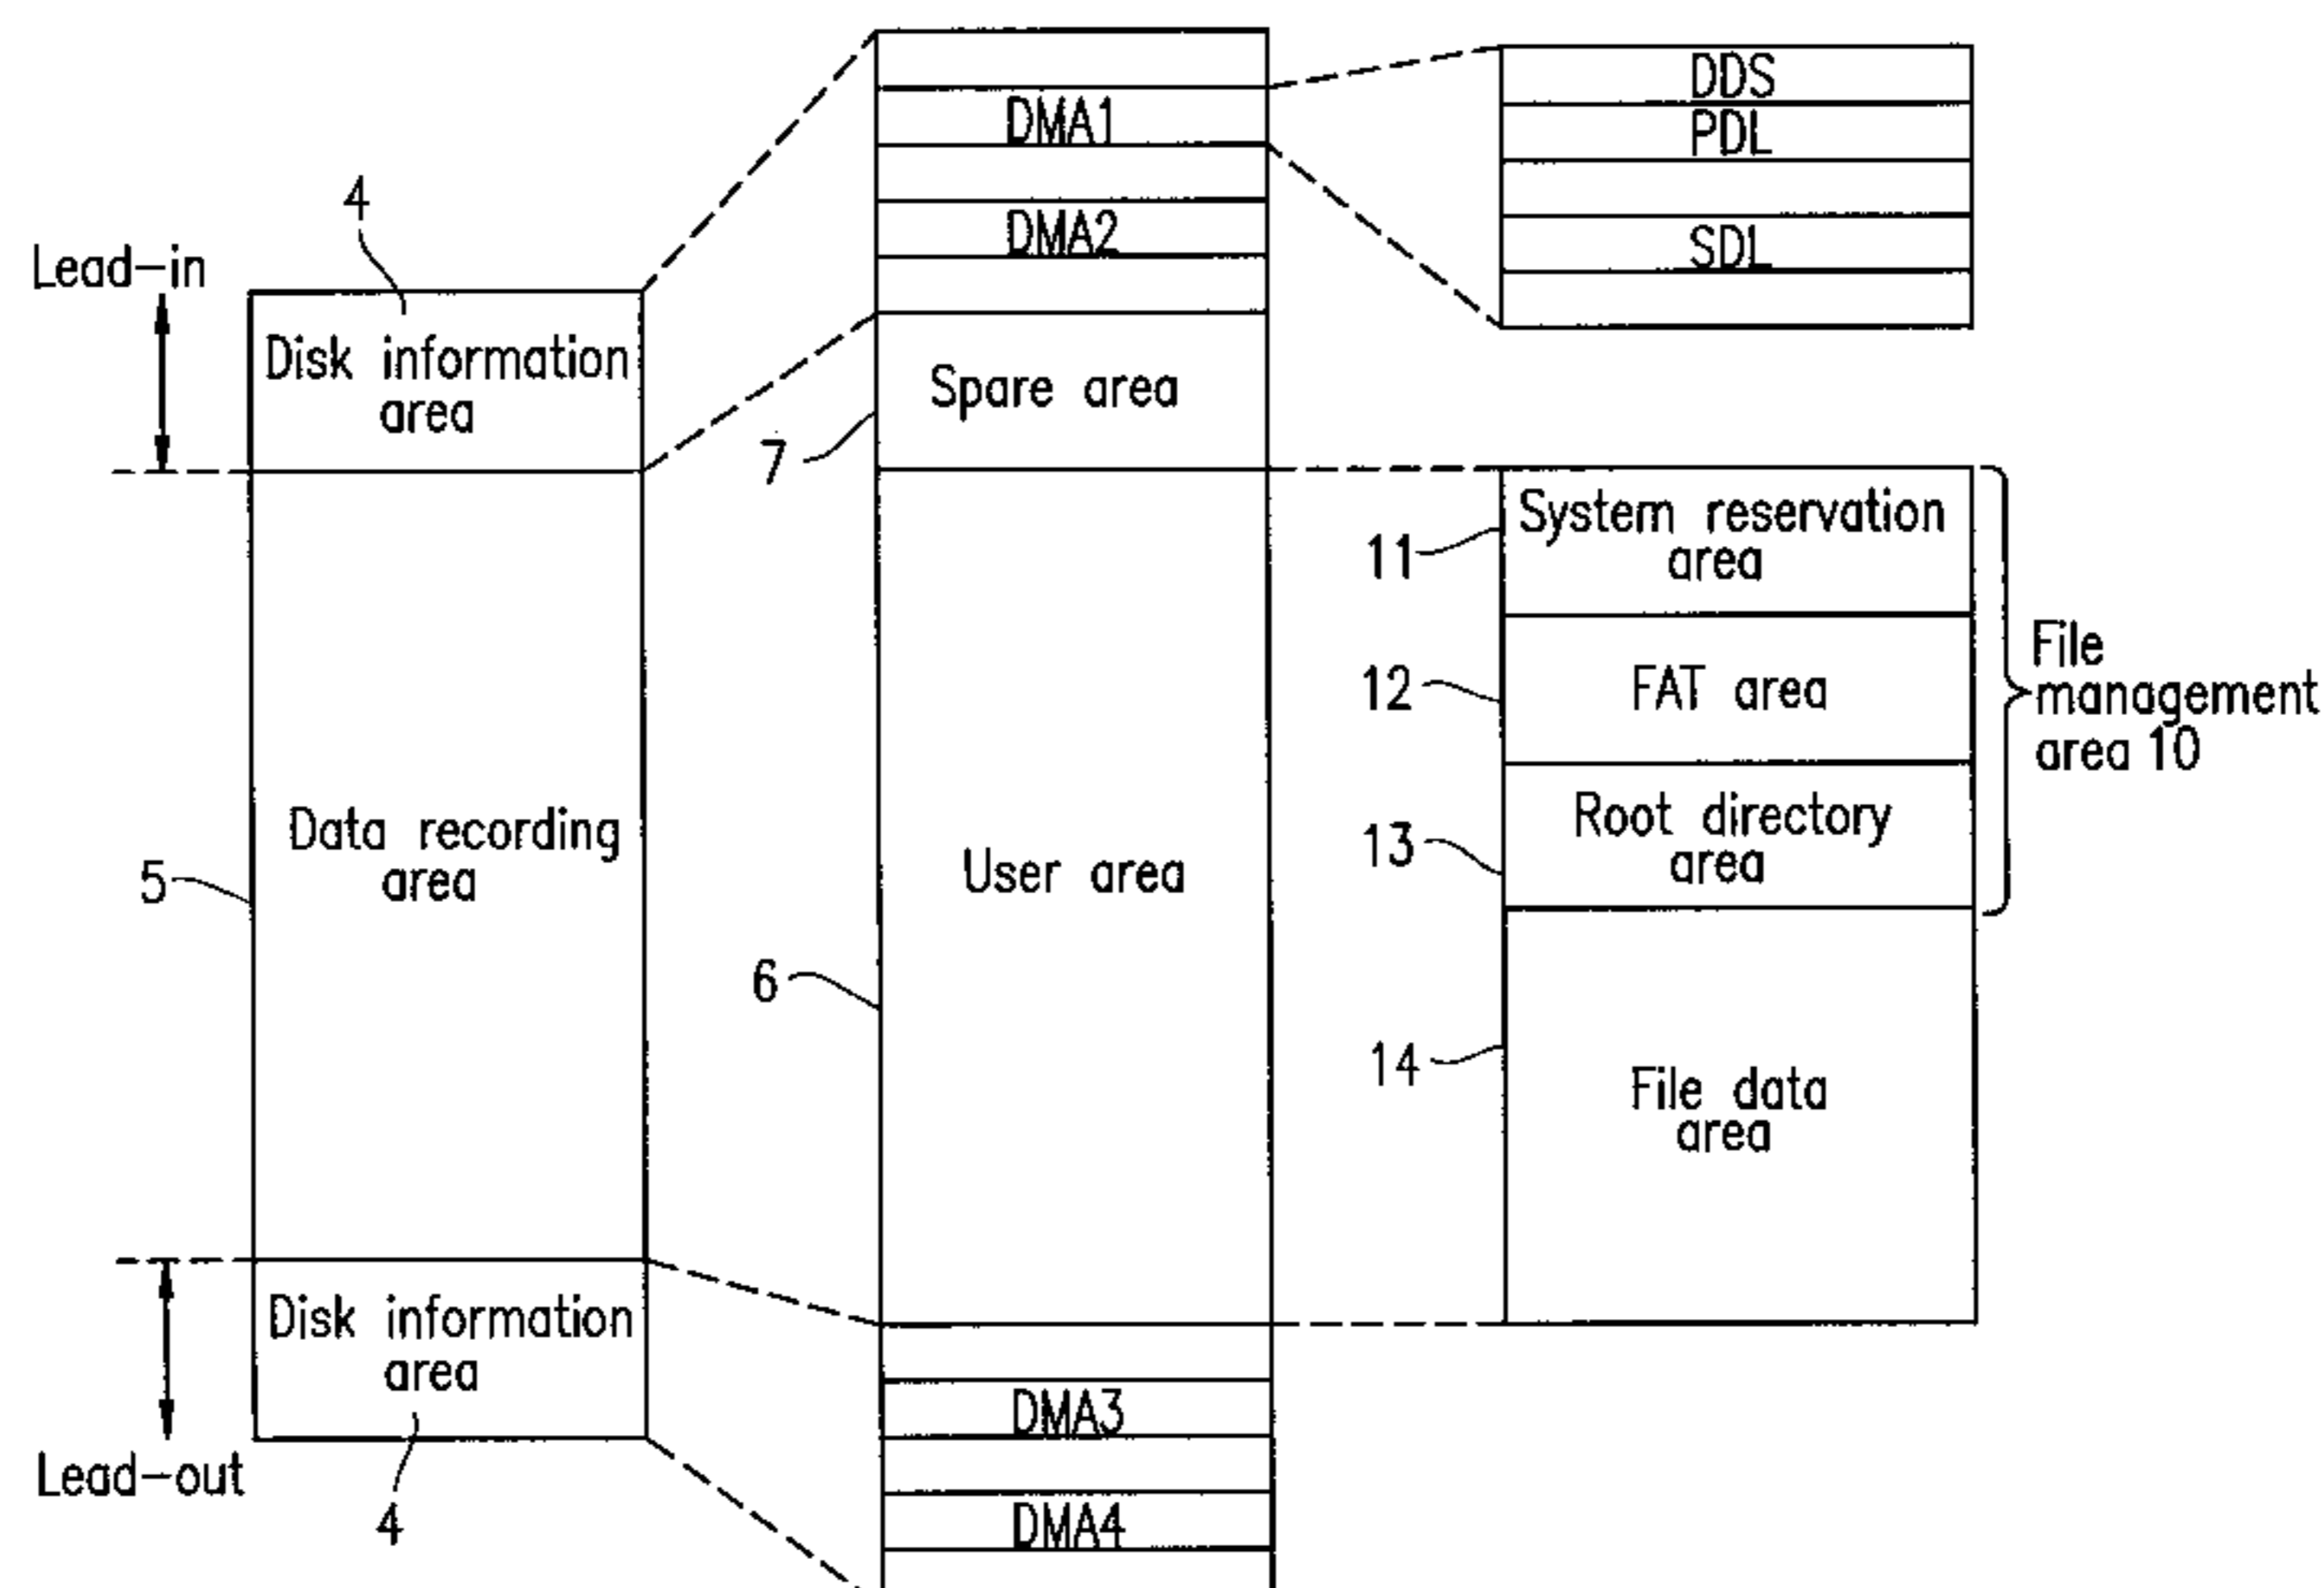 Lead-in
4
Disk information
area
5
Data recording
area
Disk information
area
Lead-out
4
DMA1
DMA2
7
Spare area
6
User area
DMA3
DMA4
DDS
PDL
SDL
11
System reservation
area
12
FAT area
13
Root directory
area
14
File data
area
File
management
area 10